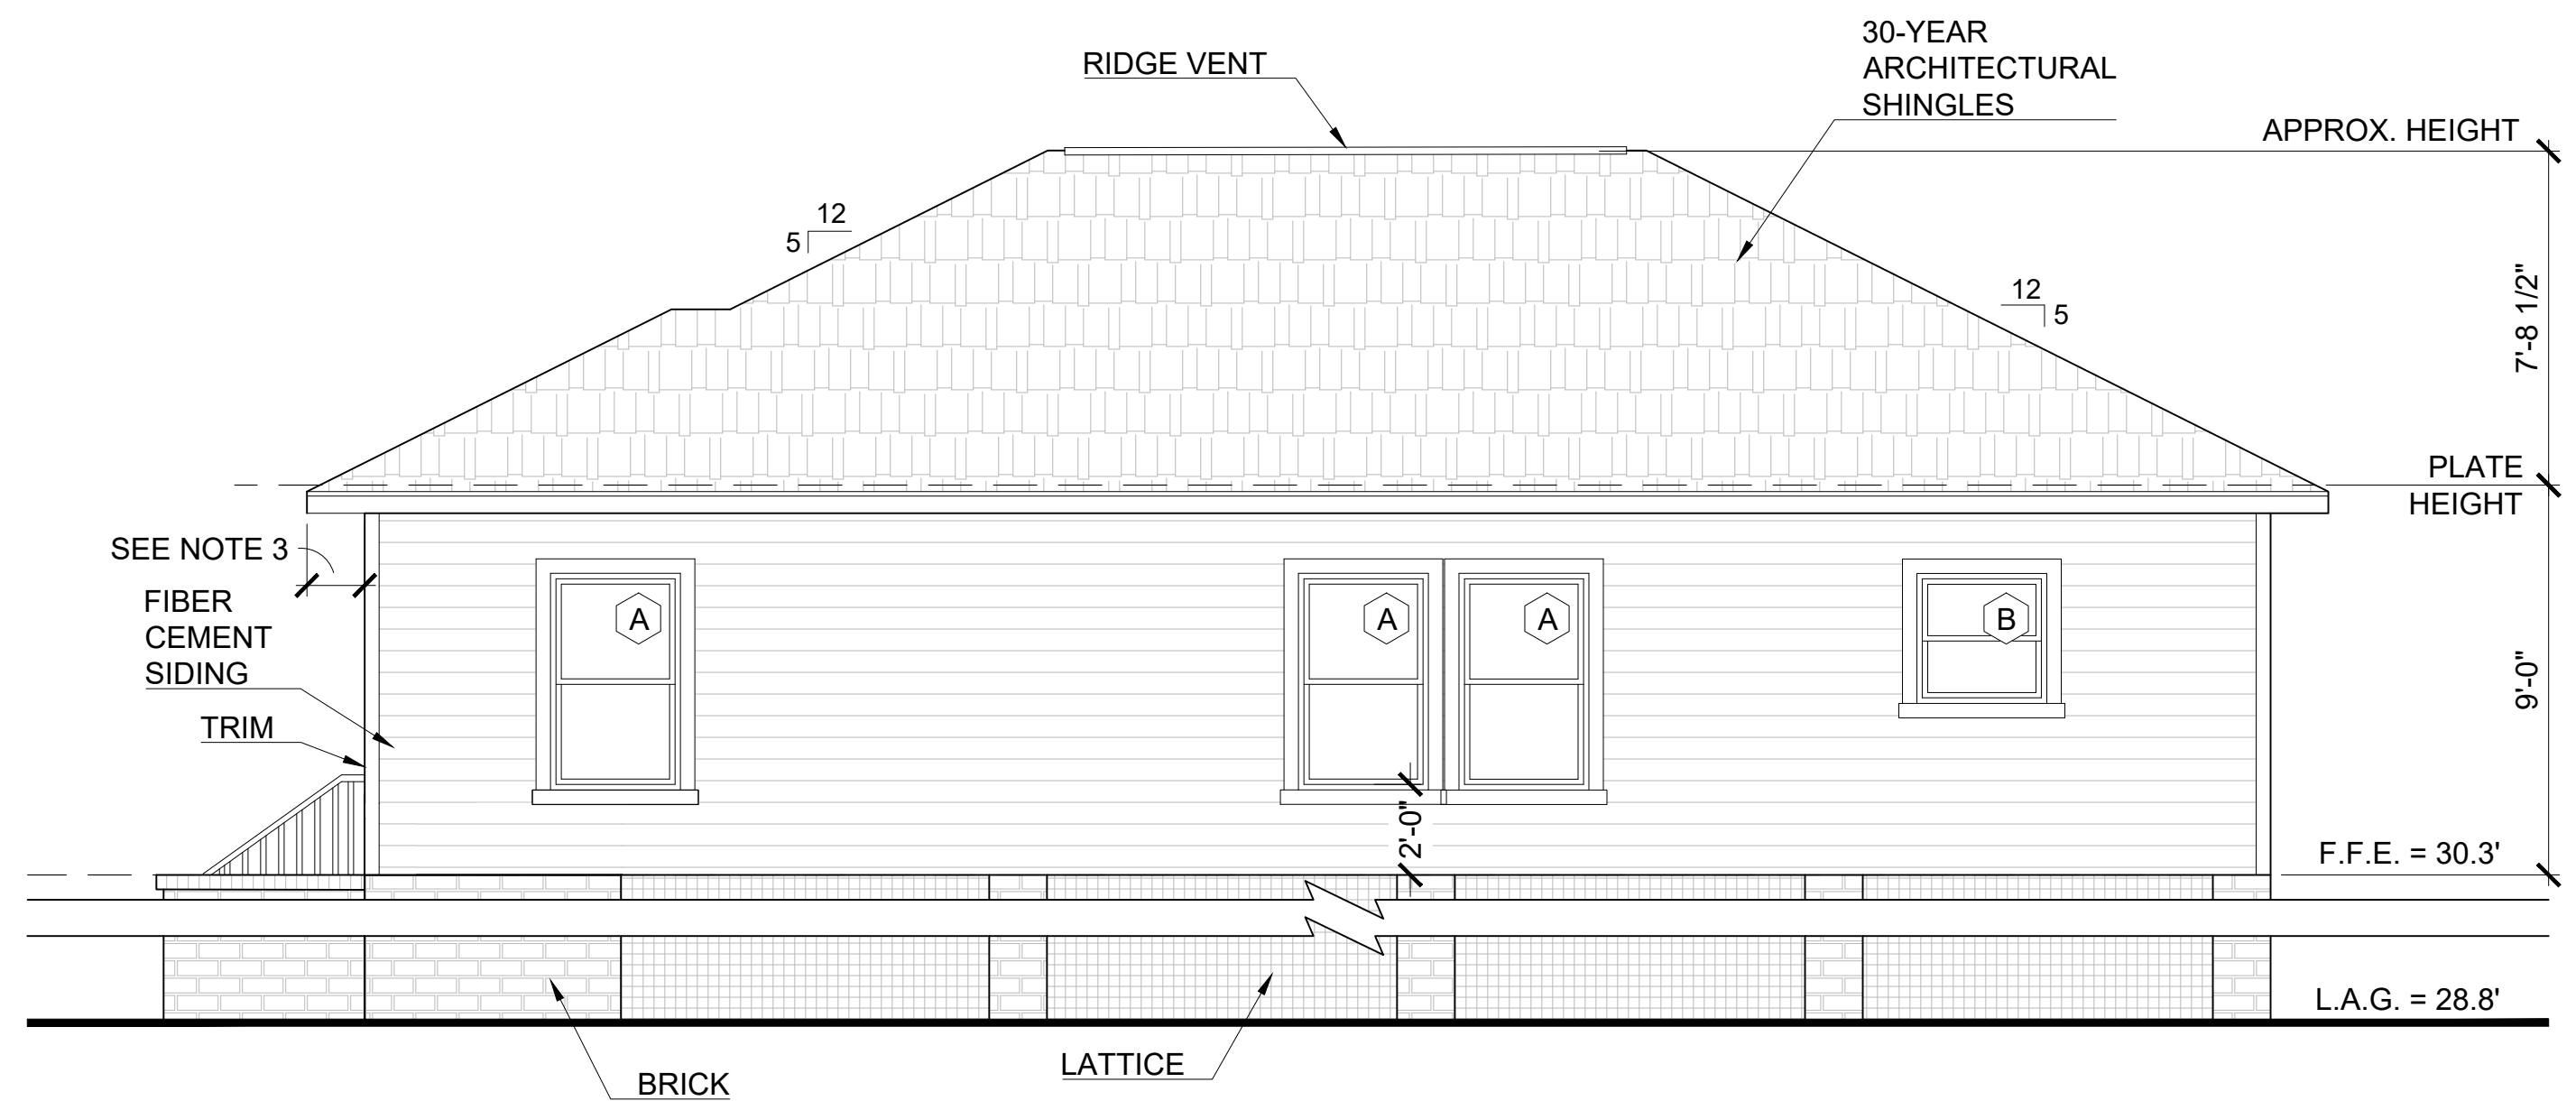 30-YEAR
ARCHITECTURAL
SHINGLES
RIDGE VENT
APPROX. HEIGHT
12
5
12
5
7'-8 1/2"
PLATE
HEIGHT
SEE NOTE 3
FIBER
CEMENT
SIDING
TRIM
A
A
A
B
9'-0"
2'-0"
F.F.E. = 30.3'
L.A.G. = 28.8'
LATTICE
BRICK